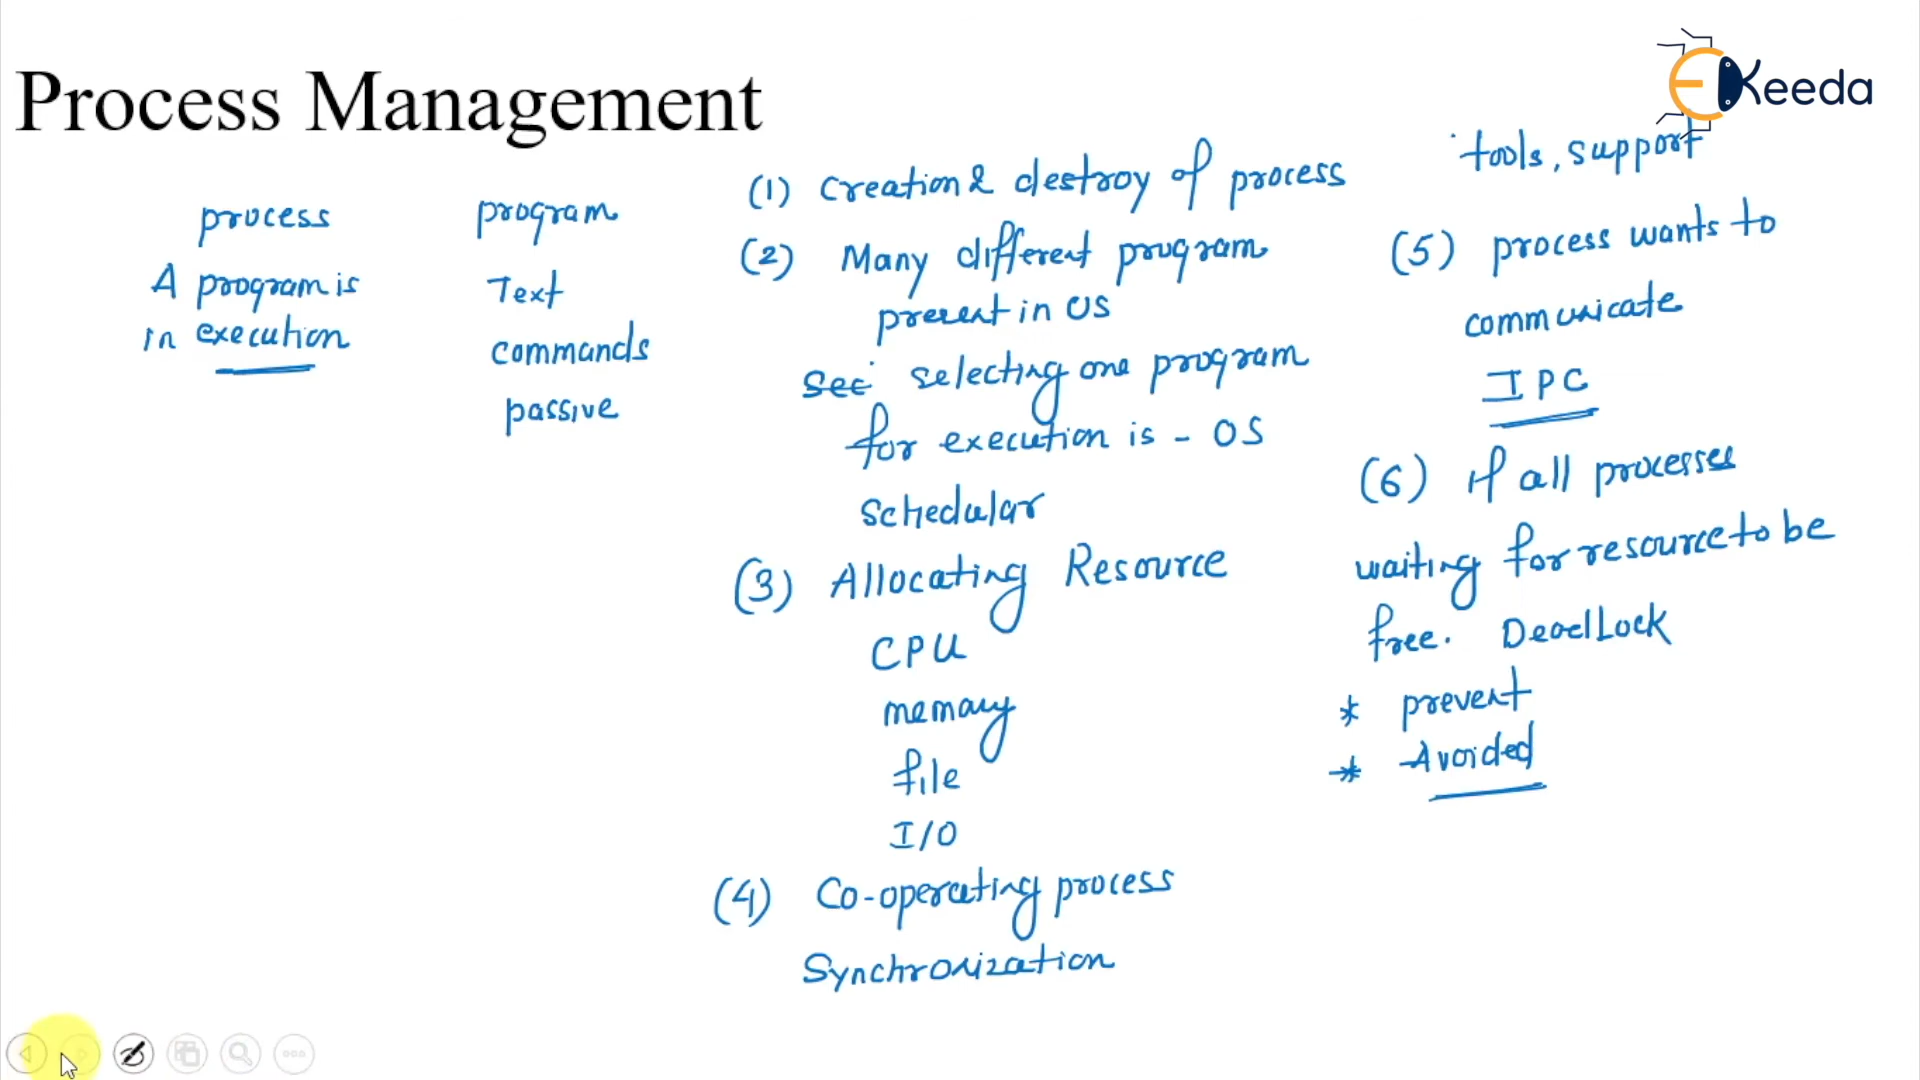 Process Management
EKeeda
process
A program is
in execution
program
Text
commands
passive
(1) creation & destroy of process
(2) Many different program
present in OS
See selecting one program
for execution is - OS
Schedular
(3) Allocating Resource
CPU
memory
file
I/O
(4) Co-operating process
Synchronization
tools, support
(5) process wants to
communicate
IPC
(6) if all processes
waiting for resource to be
free. DeadLock
* prevent
* Avoided